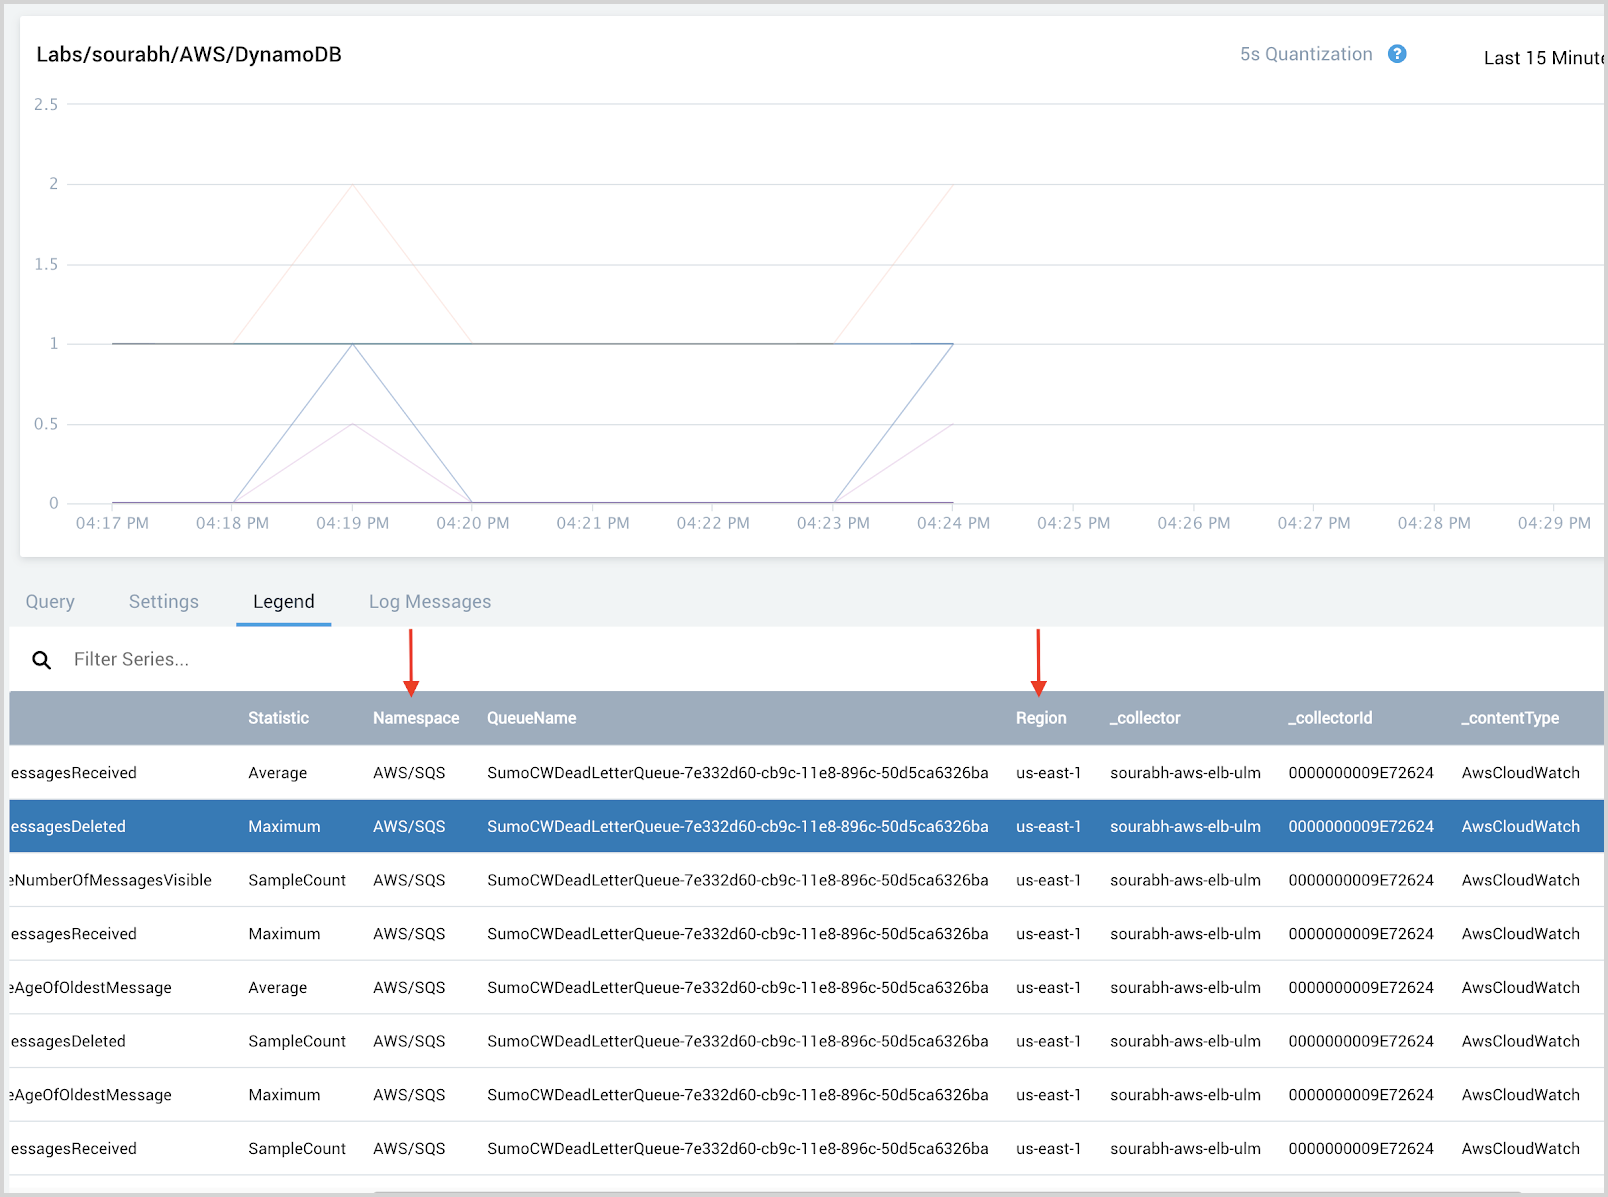 Labs/sourabh/AWS/DynamoDB 5s Quantization ? Last 15 Minute
2.5
2
1.5
1
0.5
0
04:17 PM 04:18 PM 04:19 PM 04:20 PM 04:21 PM 04:22 PM 04:23 PM 04:24 PM 04:25 PM 04:26 PM 04:27 PM 04:28 PM 04:29 PM
Query Settings Legend Log Messages
Filter Series...
Statistic Namespace QueueName Region _collector _collectorId _contentType
essagesReceived Average AWS/SQS SumoCWDeadLetterQueue-7e332d60-cb9c-11e8-896c-50d5ca6326ba us-east-1 sourabh-aws-elb-ulm 0000000009E72624 AwsCloudWatch
essagesDeleted Maximum AWS/SQS SumoCWDeadLetterQueue-7e332d60-cb9c-11e8-896c-50d5ca6326ba us-east-1 sourabh-aws-elb-ulm 0000000009E72624 AwsCloudWatch
eNumberOfMessagesVisible SampleCount AWS/SQS SumoCWDeadLetterQueue-7e332d60-cb9c-11e8-896c-50d5ca6326ba us-east-1 sourabh-aws-elb-ulm 0000000009E72624 AwsCloudWatch
essagesReceived Maximum AWS/SQS SumoCWDeadLetterQueue-7e332d60-cb9c-11e8-896c-50d5ca6326ba us-east-1 sourabh-aws-elb-ulm 0000000009E72624 AwsCloudWatch
eAgeOfOldestMessage Average AWS/SQS SumoCWDeadLetterQueue-7e332d60-cb9c-11e8-896c-50d5ca6326ba us-east-1 sourabh-aws-elb-ulm 0000000009E72624 AwsCloudWatch
essagesDeleted SampleCount AWS/SQS SumoCWDeadLetterQueue-7e332d60-cb9c-11e8-896c-50d5ca6326ba us-east-1 sourabh-aws-elb-ulm 0000000009E72624 AwsCloudWatch
eAgeOfOldestMessage Maximum AWS/SQS SumoCWDeadLetterQueue-7e332d60-cb9c-11e8-896c-50d5ca6326ba us-east-1 sourabh-aws-elb-ulm 0000000009E72624 AwsCloudWatch
essagesReceived SampleCount AWS/SQS SumoCWDeadLetterQueue-7e332d60-cb9c-11e8-896c-50d5ca6326ba us-east-1 sourabh-aws-elb-ulm 0000000009E72624 AwsCloudWatch